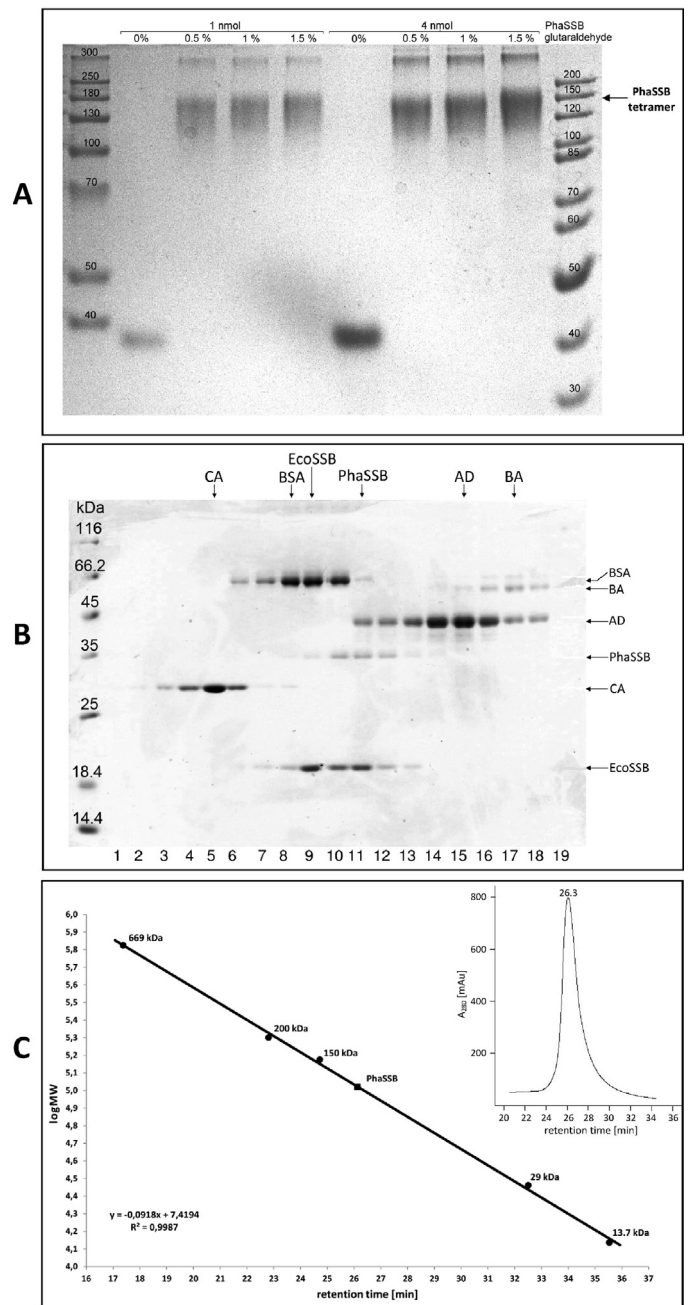 1 nmol 4 nmol PhaSSB
0% 0.5 % 1 % 1.5 % 0% 0.5 % 1 % 1.5 % glutaraldehyde
300
250
180
130
100
70
50
40
200
150
120
100
85
70
60
50
40
30
PhaSSB
tetramer
A
EcoSSB
CA BSA PhaSSB AD BA
kDa
116
66.2
45
35
25
18.4
14.4
BSA
BA
AD
PhaSSB
CA
EcoSSB
1 2 3 4 5 6 7 8 9 10 11 12 13 14 15 16 17 18 19
B
C
logMW
6,0
5,9
5,8
5,7
5,6
5,5
5,4
5,3
5,2
5,1
5,0
4,9
4,8
4,7
4,6
4,5
4,4
4,3
4,2
4,1
4,0
669 kDa
200 kDa
150 kDa
PhaSSB
29 kDa
13.7 kDa
y = -0,0918x + 7,4194
R² = 0,9987
16 17 18 19 20 21 22 23 24 25 26 27 28 29 30 31 32 33 34 35 36 37
retention time [min]
26.3
800
600
400
200
A280 [mAu]
20 22 24 26 28 30 32 34 36
retention time [min]